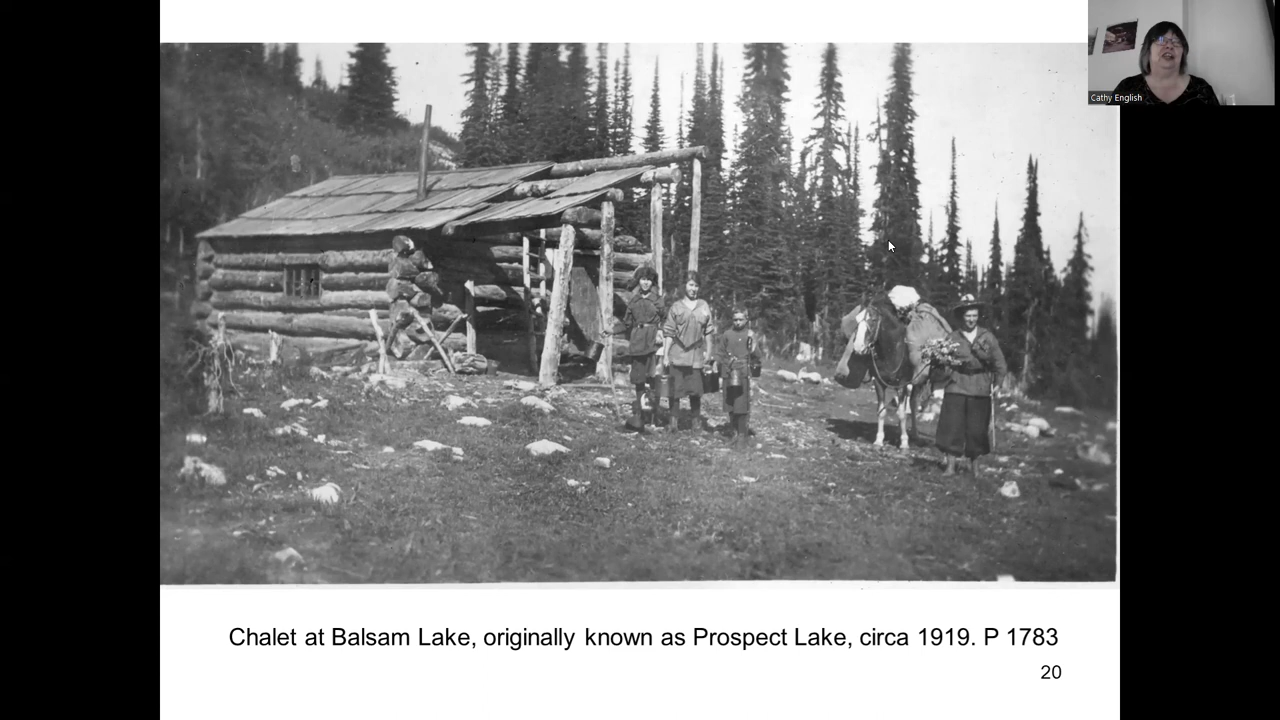 Cathy English
Chalet at Balsam Lake, originally known as Prospect Lake, circa 1919. P 1783
20